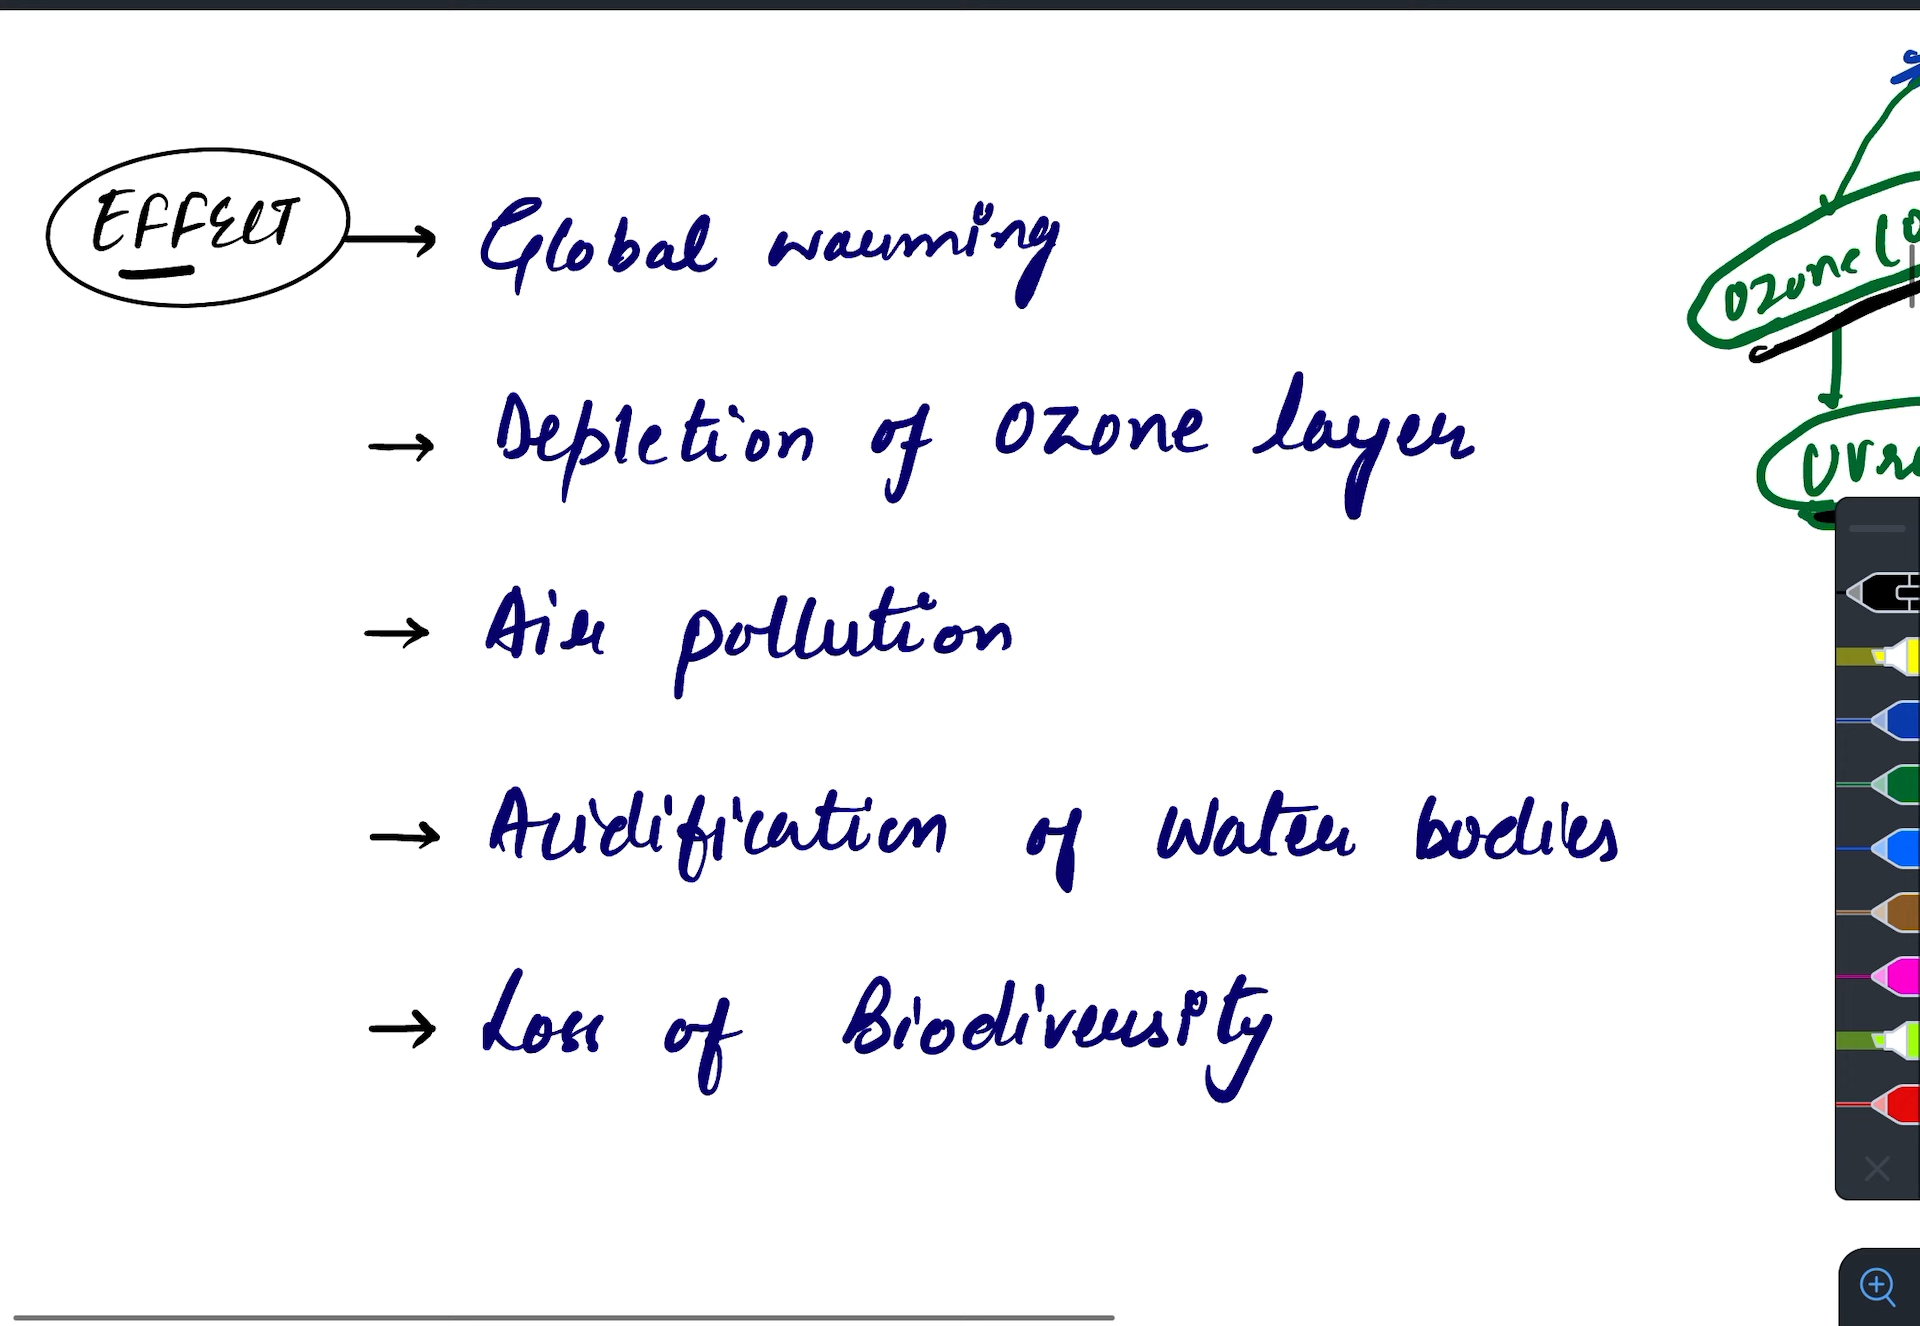 EFFECT → Global warming
→ Depletion of Ozone layer
→ Air pollution
→ Acidification of Water bodies
→ Loss of Biodiversity
Ozone